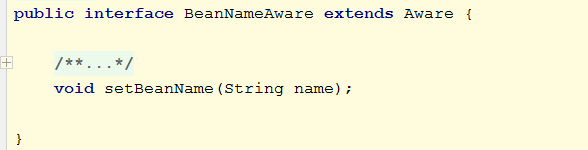 public interface BeanNameAware extends Aware {
/**...*/
void setBeanName(String name);
}